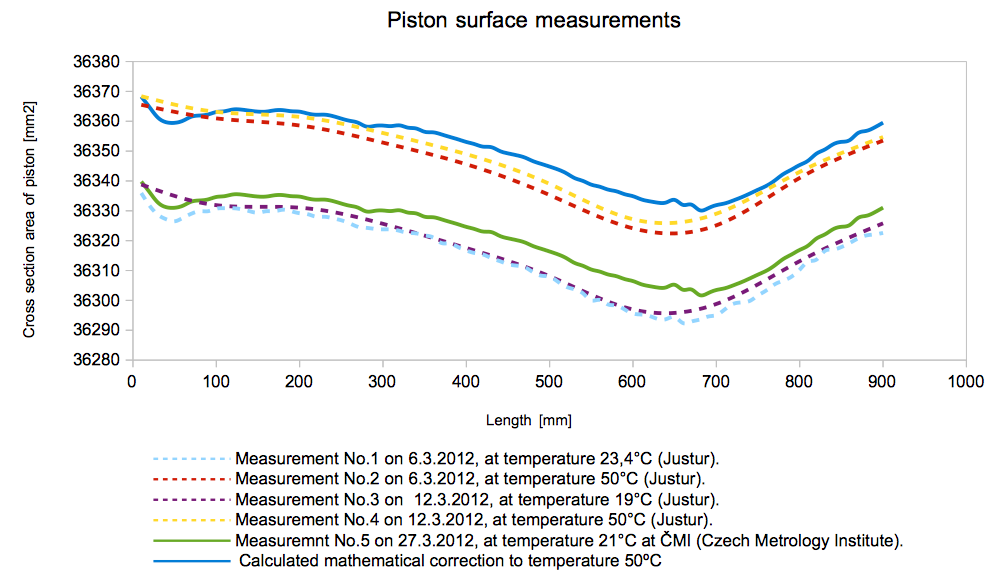 Piston surface measurements
Cross section area of piston [mm2]
36380
36370
36360
36350
36340
36330
36320
36310
36300
36290
36280
0 100 200 300 400 500 600 700 800 900 1000
Length [mm]
Measurement No.1 on 6.3.2012, at temperature 23,4°C (Justur).
Measurement No.2 on 6.3.2012, at temperature 50°C (Justur).
Measurement No.3 on 12.3.2012, at temperature 19°C (Justur).
Measurement No.4 on 12.3.2012, at temperature 50°C (Justur).
Measuremnt No.5 on 27.3.2012, at temperature 21°C at ČMI (Czech Metrology Institute).
Calculated mathematical correction to temperature 50ºC